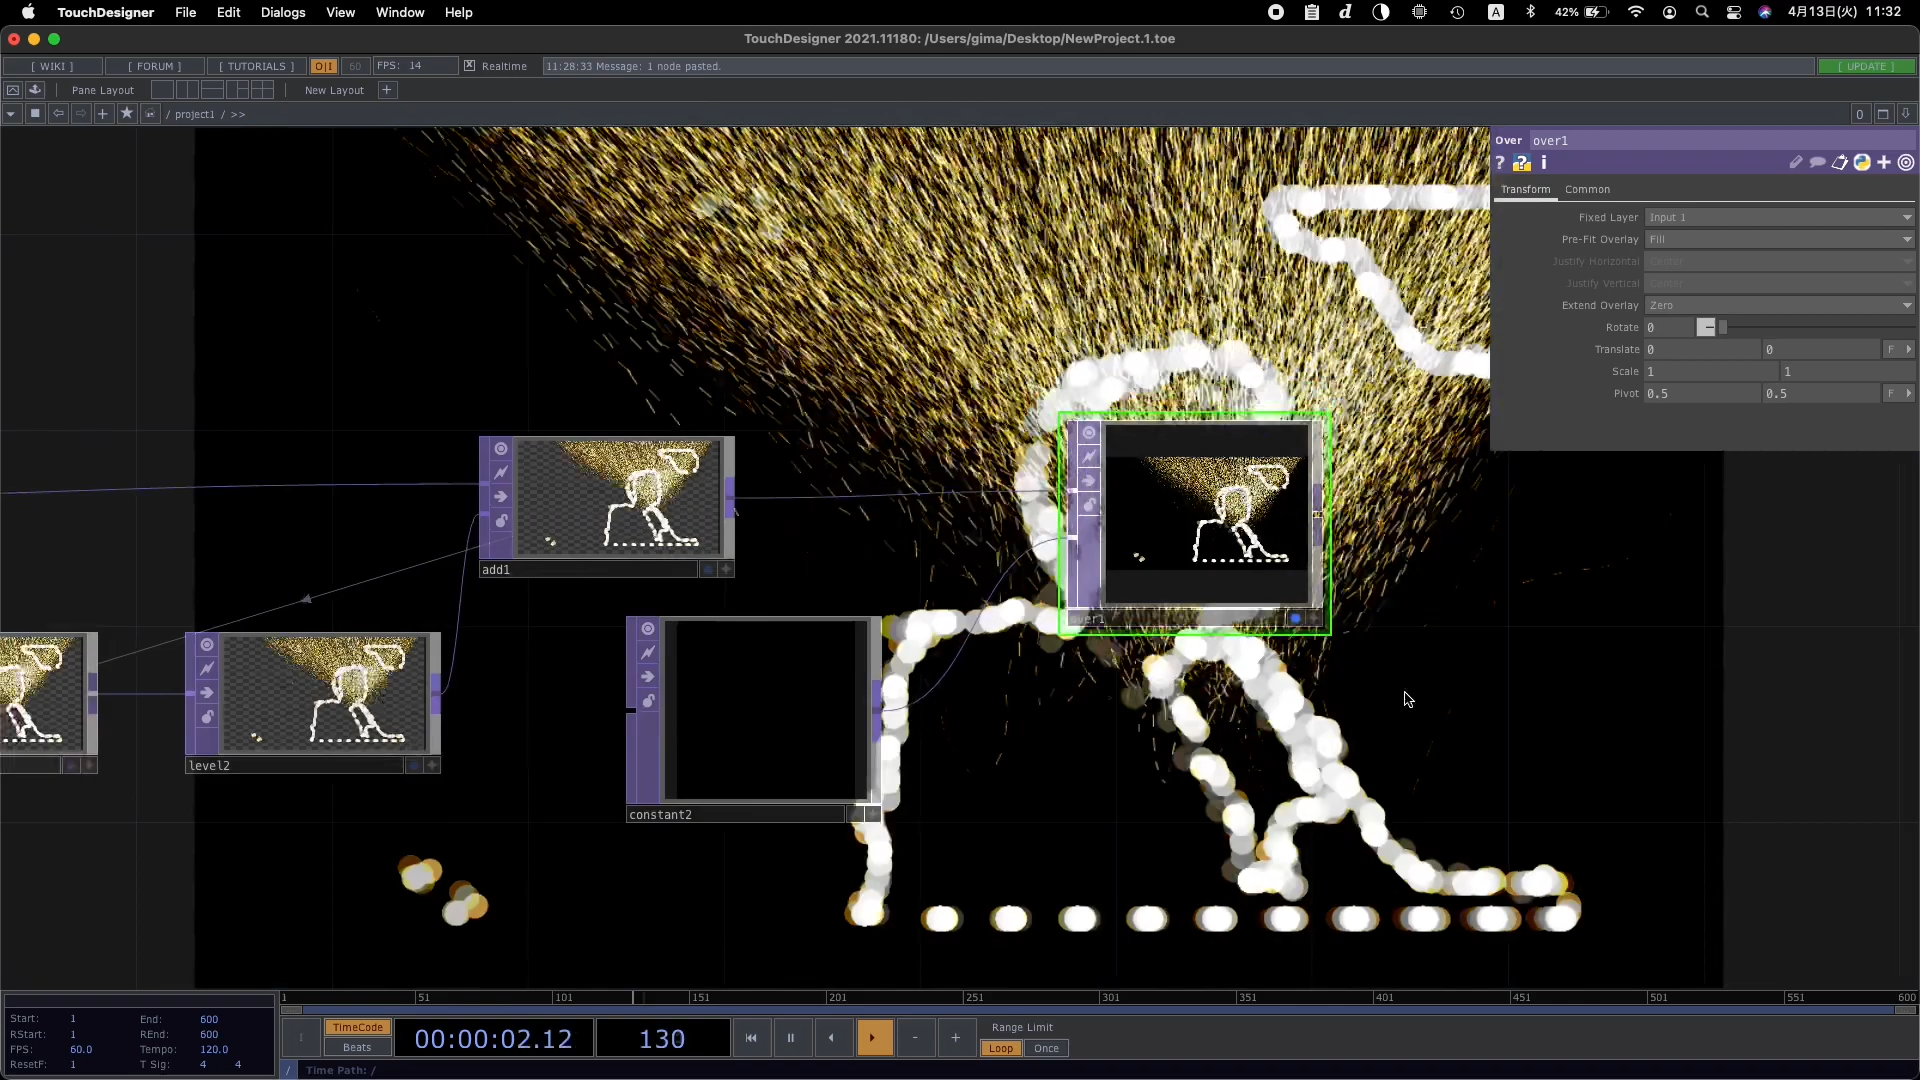 TouchDesigner File Edit Dialogs View Window Help 42% A 4月13日(火) 11:32
TouchDesigner 2021.11180: /Users/gima/Desktop/NewProject.1.toe
[ WIKI ] [ FORUM ] [ TUTORIALS ] O|I 60 FPS: 14 Realtime 11:28:33 Message: 1 node pasted. [ UPDATE ]
Pane Layout New Layout +
/ project1 / >> 0
Over over1
? ? i
Transform Common
Fixed Layer Input 1
Pre-Fit Overlay Fill
Justify Horizontal Center
Justify Vertical Center
Extend Overlay Zero
Rotate 0
Translate 0 0 F
Scale 1 1
Pivot 0.5 0.5 F
add1
over1
level2
constant2
1 51 101 151 201 251 301 351 401 451 501 551 600
Start: 1 End: 600
RStart: 1 REnd: 600
FPS: 60.0 Tempo: 120.0
ResetF: 1 T Sig: 4 4
TimeCode
Beats
00:00:02.12 130
- +
Range Limit
Loop Once
/ Time Path: /